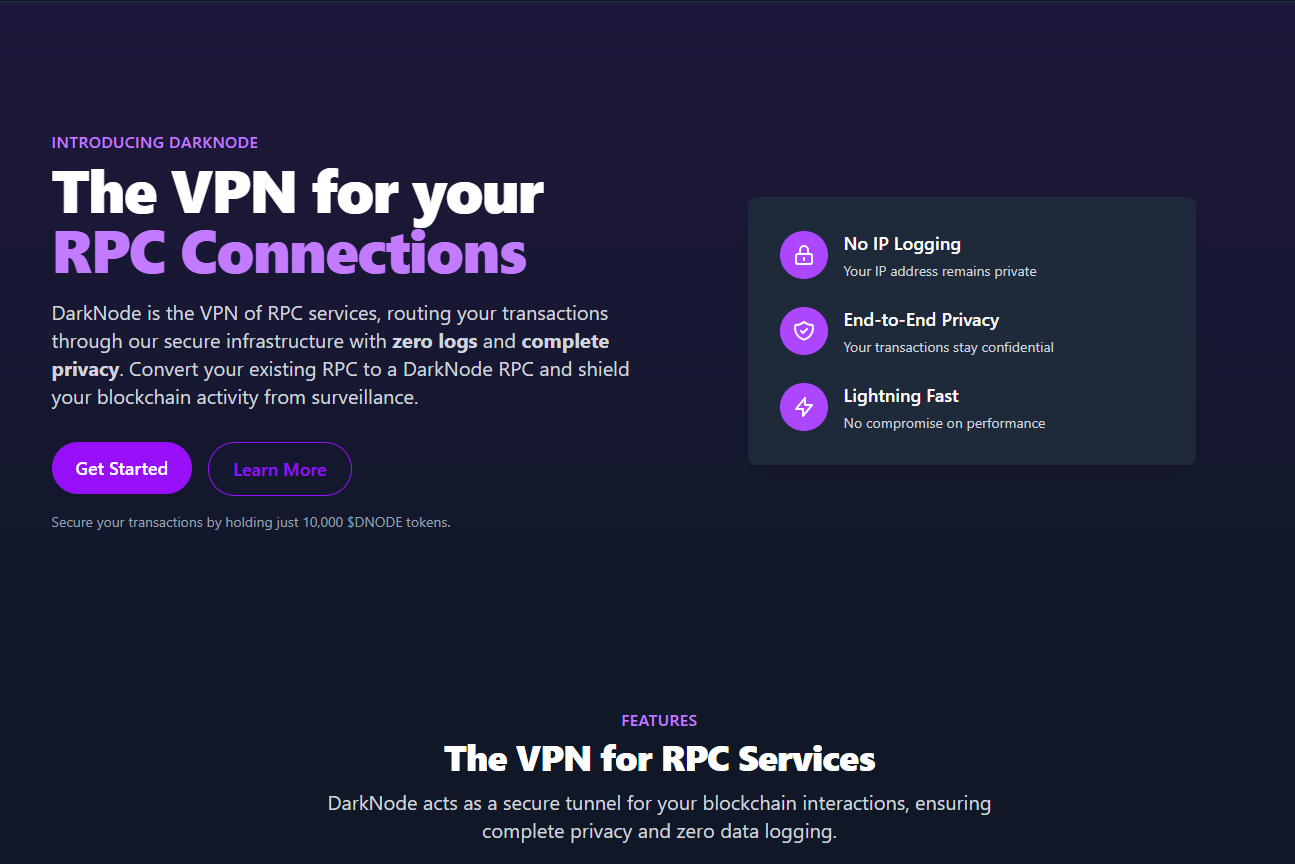 INTRODUCING DARKNODE
The VPN for your
RPC Connections
DarkNode is the VPN of RPC services, routing your transactions
through our secure infrastructure with zero logs and complete
privacy. Convert your existing RPC to a DarkNode RPC and shield
your blockchain activity from surveillance.
Get Started
Learn More
Secure your transactions by holding just 10,000 $DNODE tokens.
No IP Logging
Your IP address remains private
End-to-End Privacy
Your transactions stay confidential
Lightning Fast
No compromise on performance
FEATURES
The VPN for RPC Services
DarkNode acts as a secure tunnel for your blockchain interactions, ensuring
complete privacy and zero data logging.